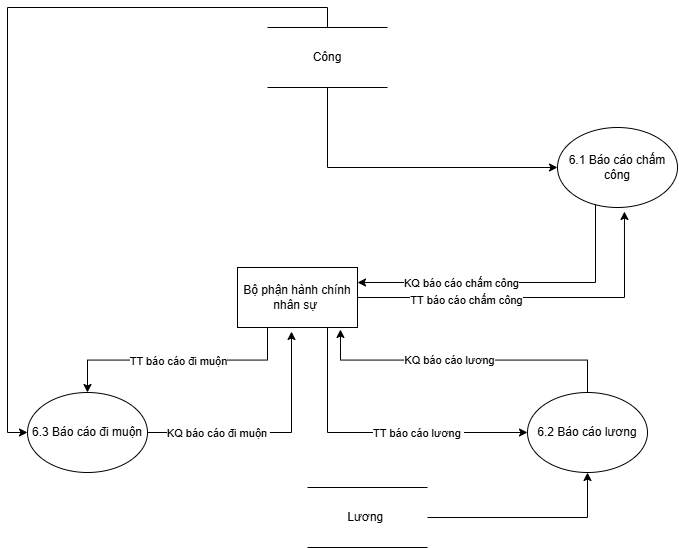 Công
6.1 Báo cáo chấm
công
KQ báo cáo chấm công
Bộ phận hành chính
nhân sự
TT báo cáo chấm công
TT báo cáo đi muộn
KQ báo cáo lương
6.3 Báo cáo đi muộn
KQ báo cáo đi muộn
TT báo cáo lương
6.2 Báo cáo lương
Lương